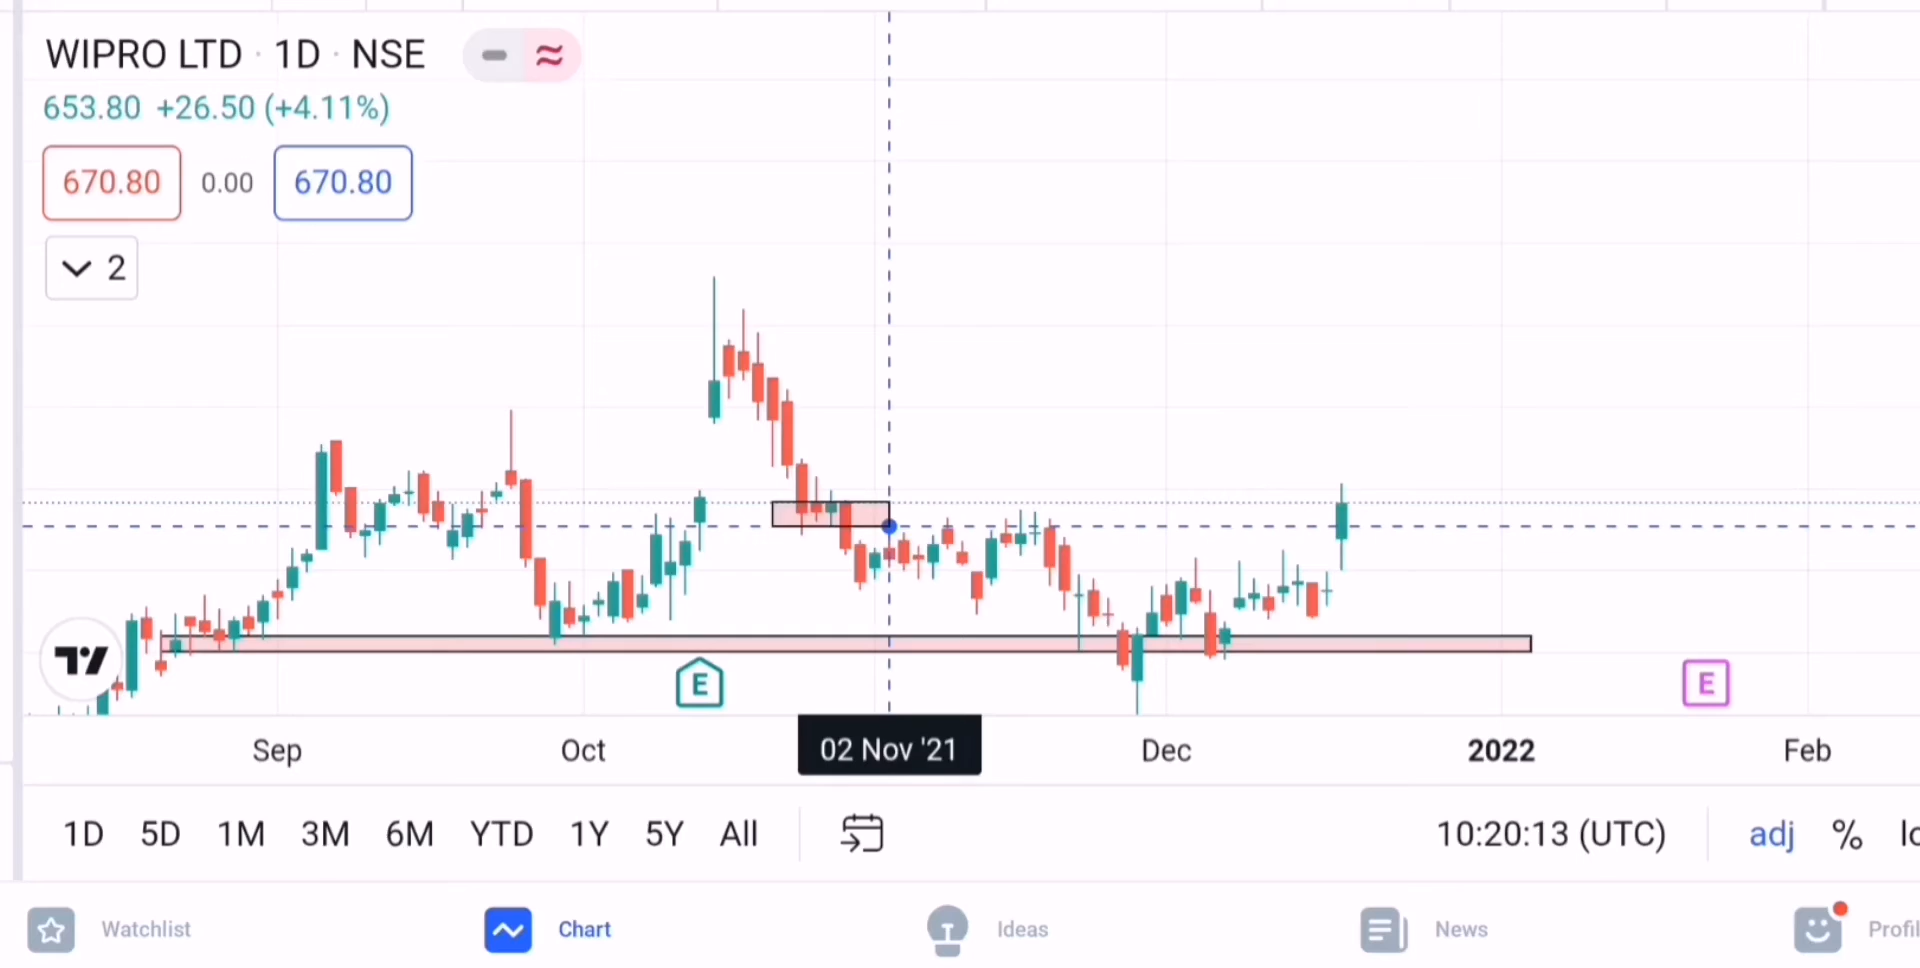 WIPRO LTD · 1D · NSE
653.80 +26.50 (+4.11%)
670.80 0.00 670.80
2
E E
Sep Oct 02 Nov '21 Dec 2022 Feb
1D 5D 1M 3M 6M YTD 1Y 5Y All 10:20:13 (UTC) adj %
Watchlist Chart Ideas News